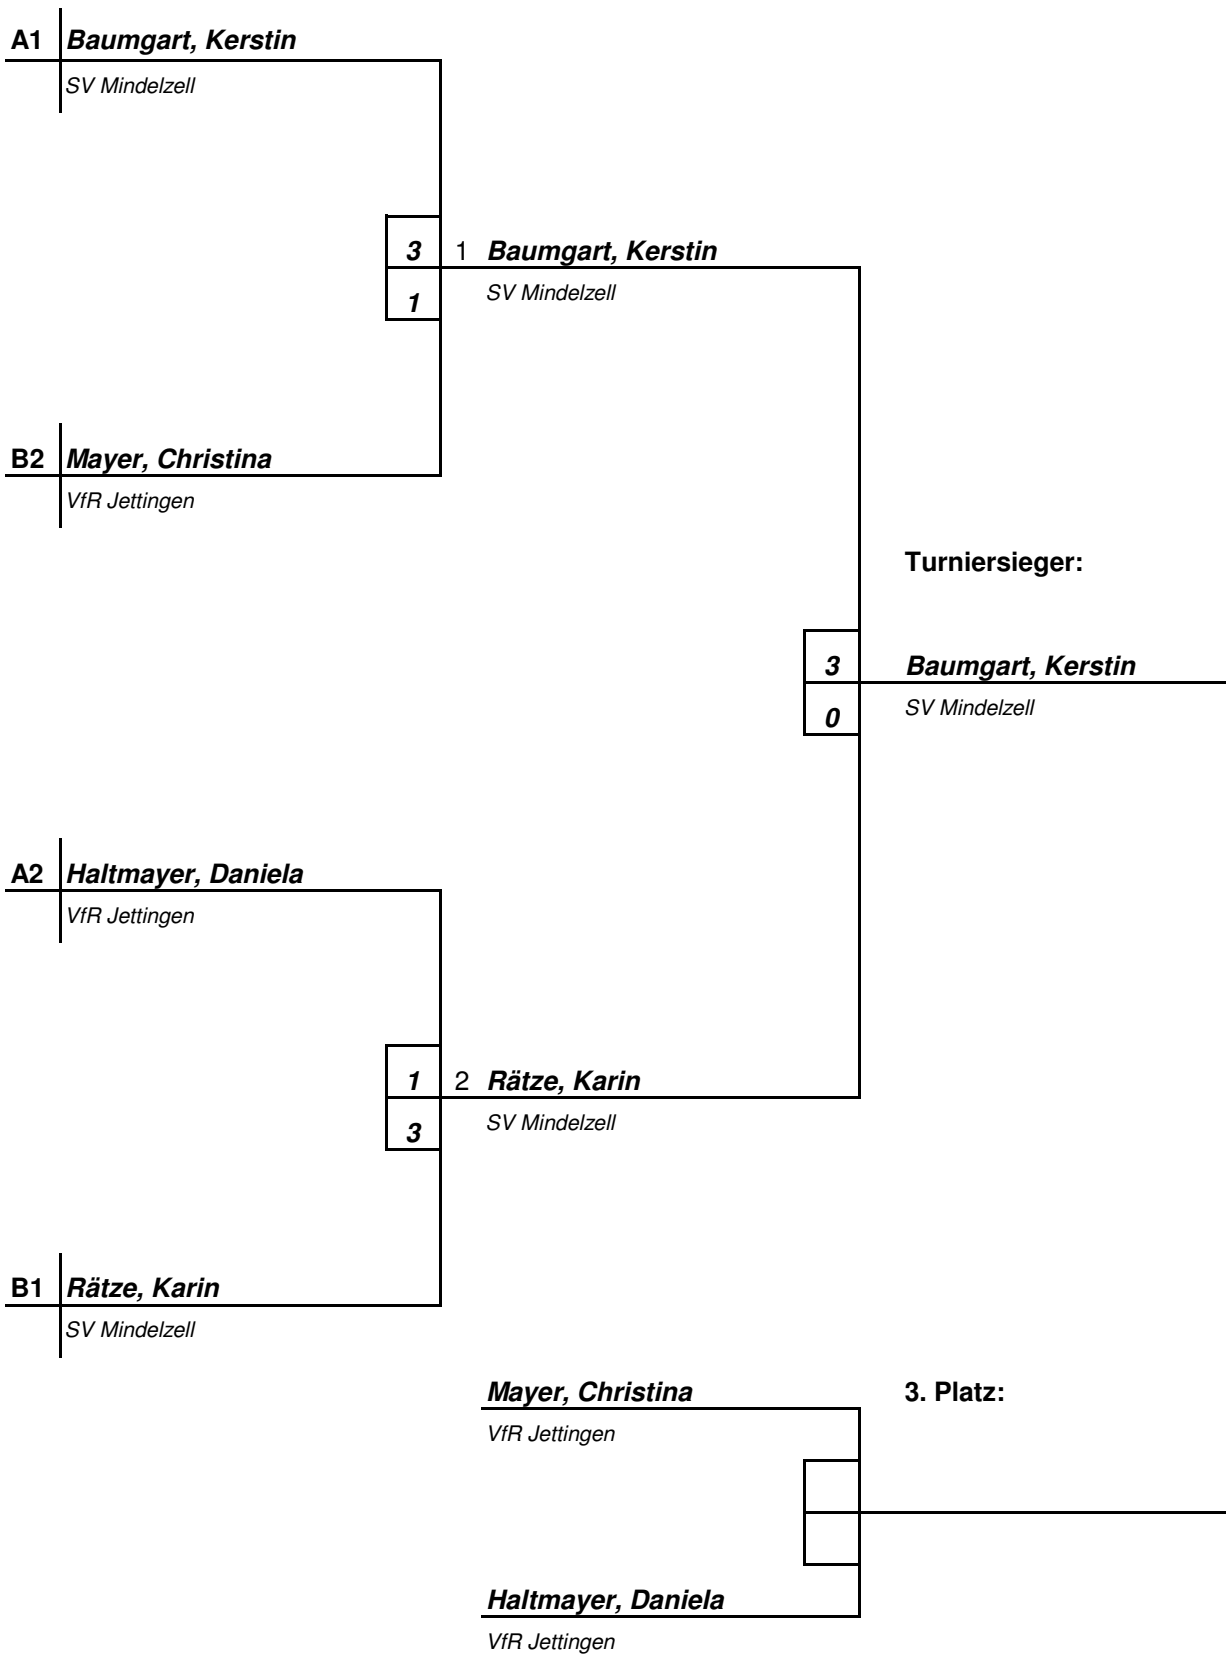 A1 Baumgart, Kerstin
SV Mindelzell
3 1 Baumgart, Kerstin
1 SV Mindelzell
B2 Mayer, Christina
VfR Jettingen
Turniersieger:
3 Baumgart, Kerstin
0 SV Mindelzell
A2 Haltmayer, Daniela
VfR Jettingen
1 2 Rätze, Karin
3 SV Mindelzell
B1 Rätze, Karin
SV Mindelzell
Mayer, Christina 3. Platz:
VfR Jettingen
Haltmayer, Daniela
VfR Jettingen